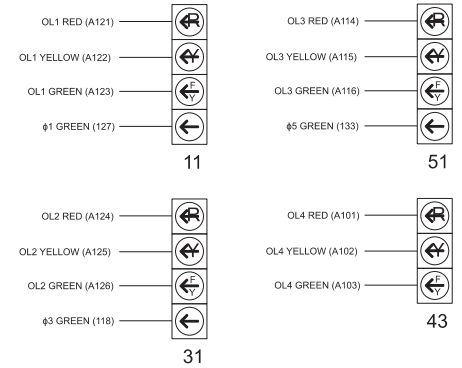 OL1 RED (A121)
R
OL1 YELLOW (A122)
Y
OL1 GREEN (A123)
F
Y
ϕ1 GREEN (127)
11
OL3 RED (A114)
R
OL3 YELLOW (A115)
Y
OL3 GREEN (A116)
F
Y
ϕ5 GREEN (133)
51
OL2 RED (A124)
R
OL2 YELLOW (A125)
Y
OL2 GREEN (A126)
F
Y
ϕ3 GREEN (118)
31
OL4 RED (A101)
R
OL4 YELLOW (A102)
Y
OL4 GREEN (A103)
F
Y
43